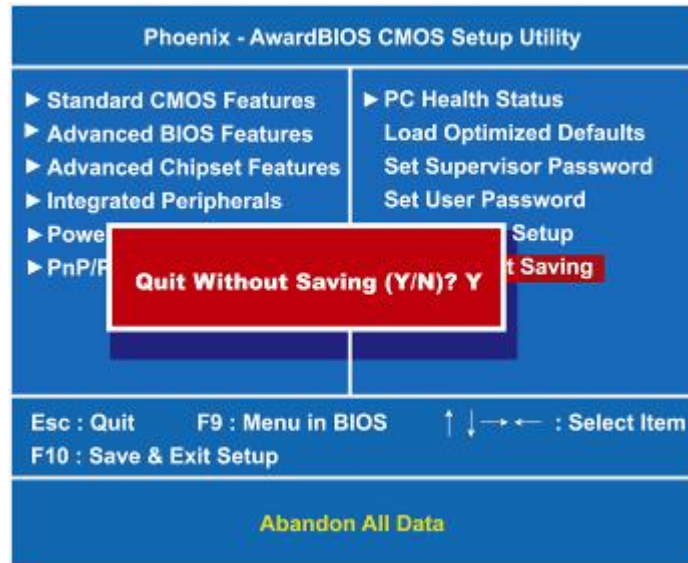 Phoenix - AwardBIOS CMOS Setup Utility
► Standard CMOS Features
► Advanced BIOS Features
► Advanced Chipset Features
► Integrated Peripherals
► Powe
► PnP/P
► PC Health Status
Load Optimized Defaults
Set Supervisor Password
Set User Password
Setup
t Saving
Quit Without Saving (Y/N)? Y
Esc : Quit F9 : Menu in BIOS ↑ ↓ → ← : Select Item
F10 : Save & Exit Setup
Abandon All Data